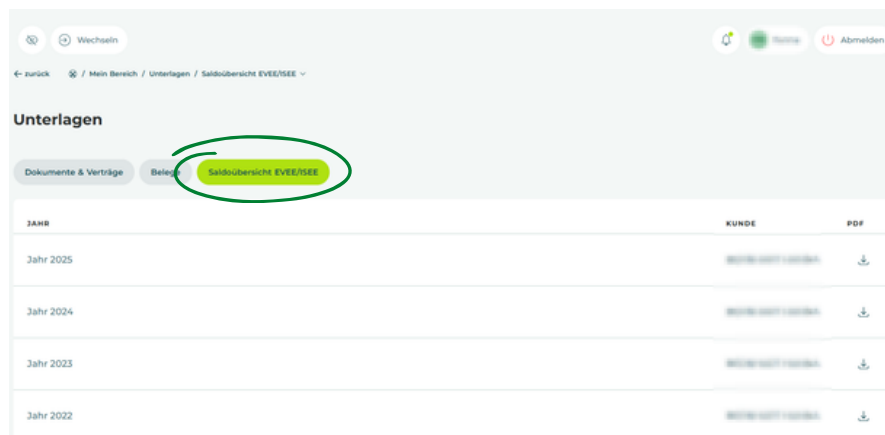 Wechseln
Abmelden
← zurück / Mein Bereich / Unterlagen / Saldoübersicht EVEE/ISEE
Unterlagen
Dokumente & Verträge Belege Saldoübersicht EVEE/ISEE
JAHR KUNDE PDF
Jahr 2025
Jahr 2024
Jahr 2023
Jahr 2022